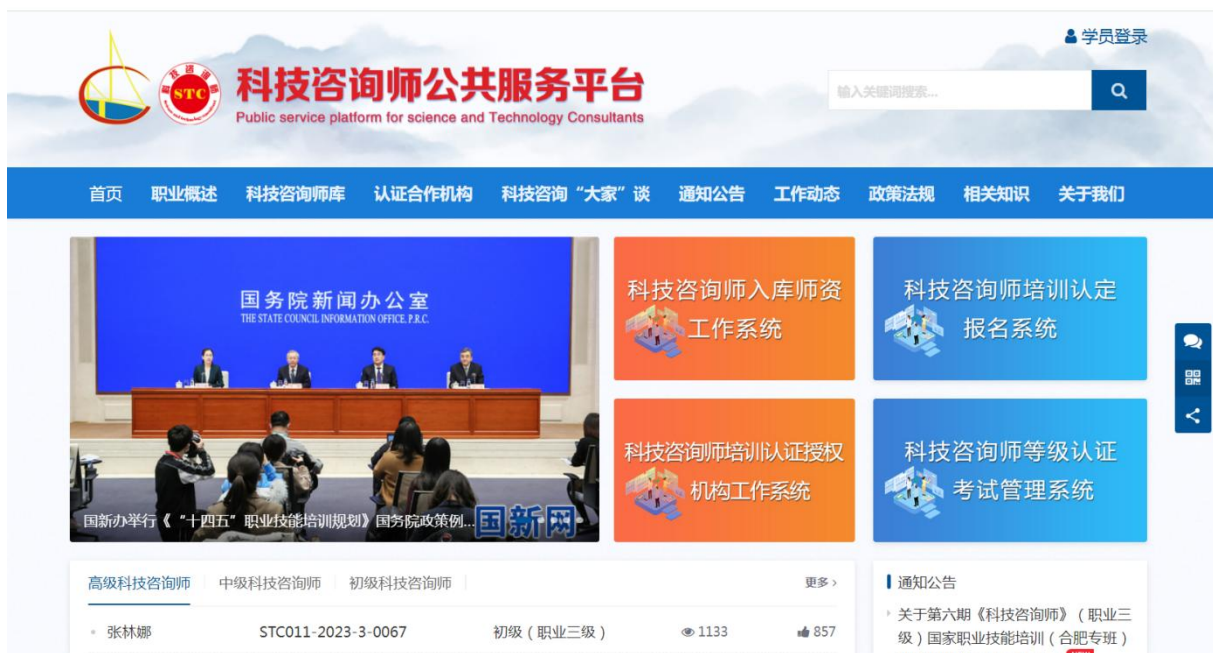 学员登录
科技咨询师
STC
科技咨询师公共服务平台
Public service platform for science and Technology Consultants
输入关键词搜索...
首页 职业概述 科技咨询师库 认证合作机构 科技咨询“大家”谈 通知公告 工作动态 政策法规 相关知识 关于我们
国务院新闻办公室
THE STATE COUNCIL INFORMATION OFFICE, P.R.C.
国新办举行《“十四五”职业技能培训规划》国务院政策例...
国新网
科技咨询师入库师资
工作系统
科技咨询师培训认定
报名系统
科技咨询师培训认证授权
机构工作系统
科技咨询师等级认证
考试管理系统
高级科技咨询师 中级科技咨询师 初级科技咨询师 更多›
张林娜 STC011-2023-3-0067 初级（职业三级） 1133 857
通知公告
关于第六期《科技咨询师》（职业三
级）国家职业技能培训（合肥专班）